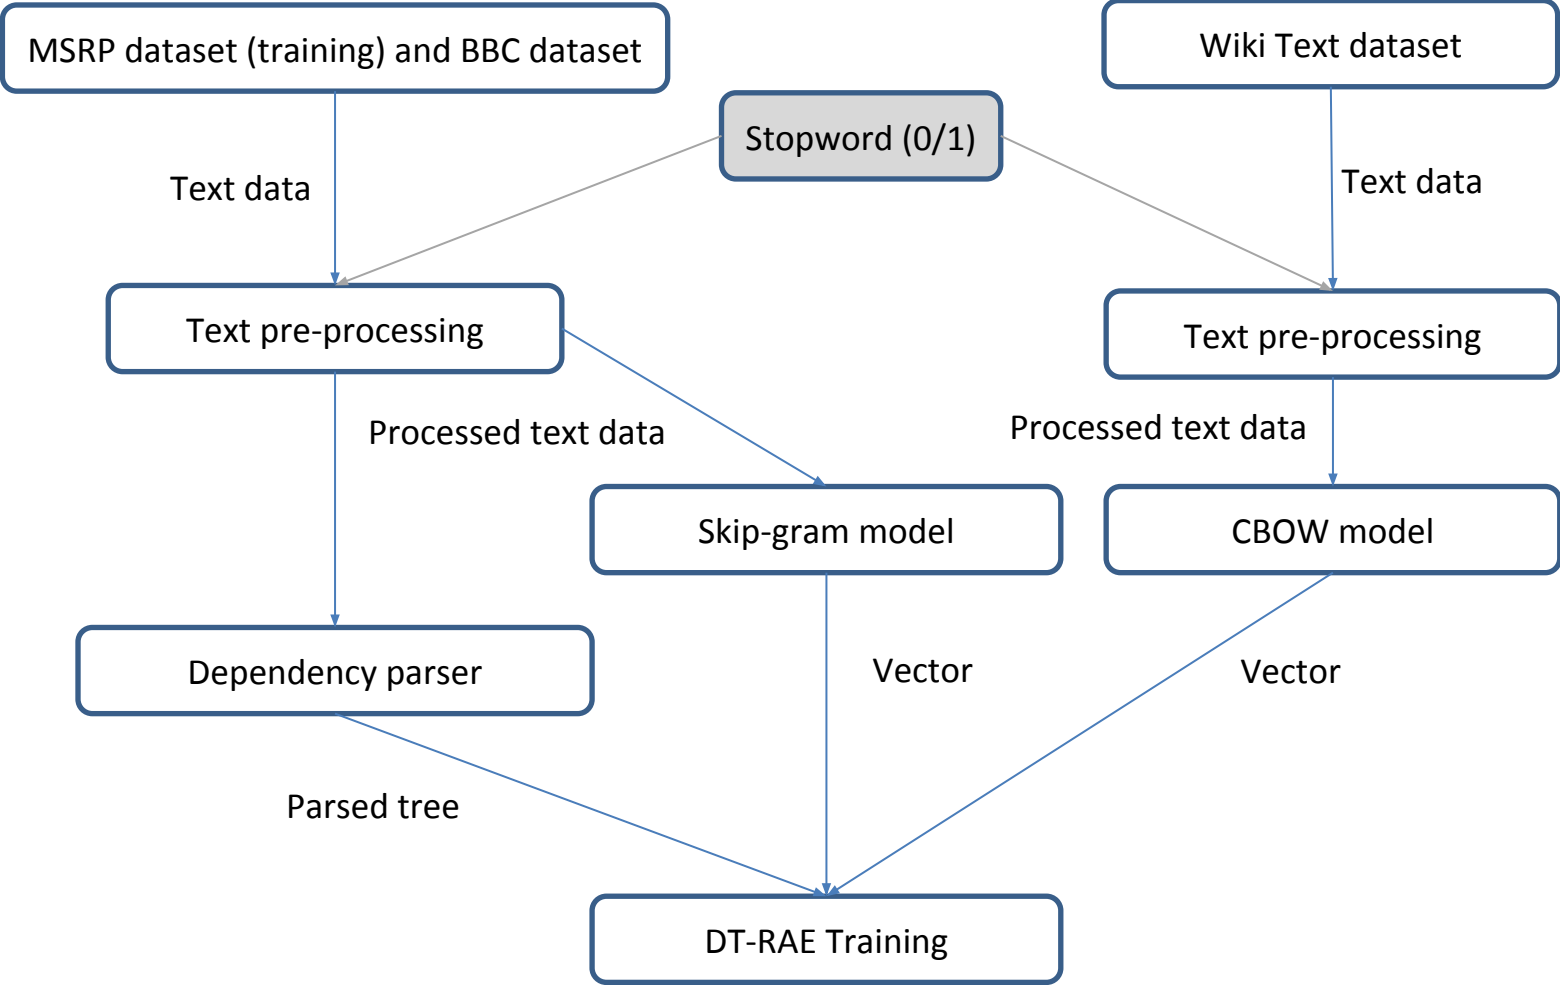 MSRP dataset (training) and BBC dataset
Wiki Text dataset
Stopword (0/1)
Text data
Text data
Text pre-processing
Text pre-processing
Processed text data
Processed text data
Skip-gram model
CBOW model
Dependency parser
Vector
Vector
Parsed tree
DT-RAE Training